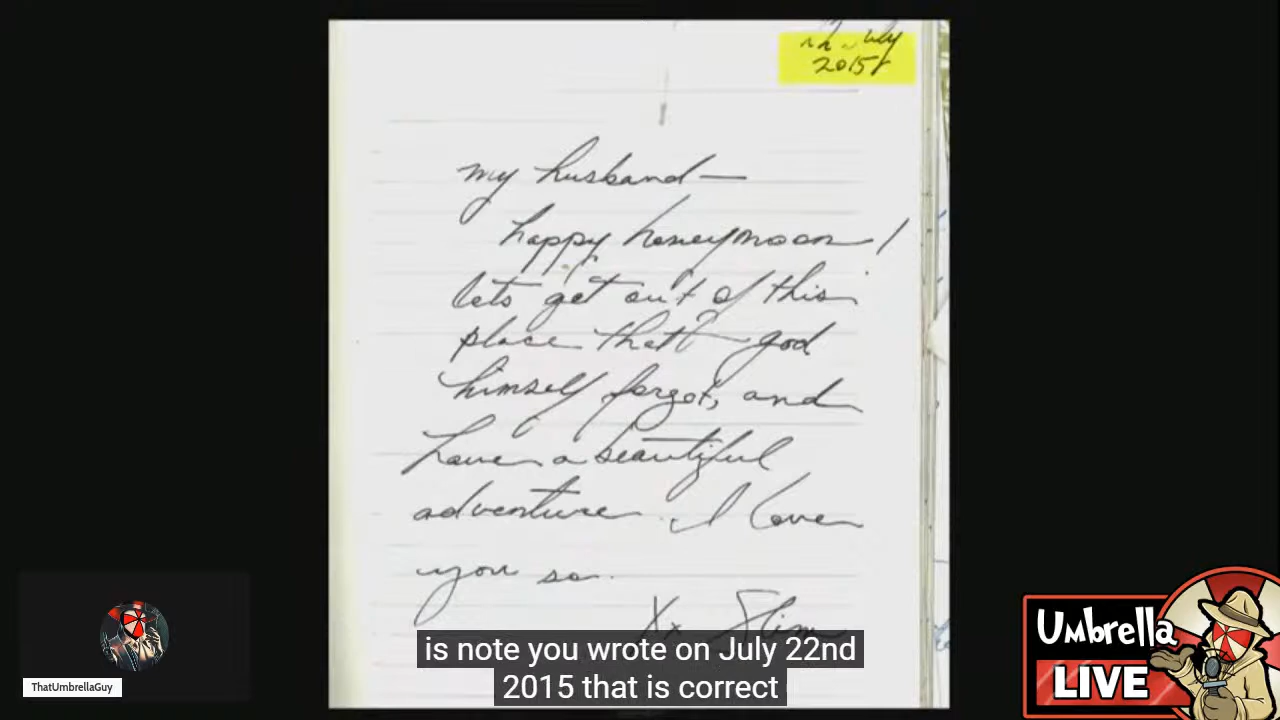 22 July
2015
my husband—
happy honeymoon!
lets get out of this
place that god
himself forgot, and
have a beautiful
adventure. I love
you so.
Xx Slim
is note you wrote on July 22nd
2015 that is correct
ThatUmbrellaGuy
UMBRELLA
LIVE